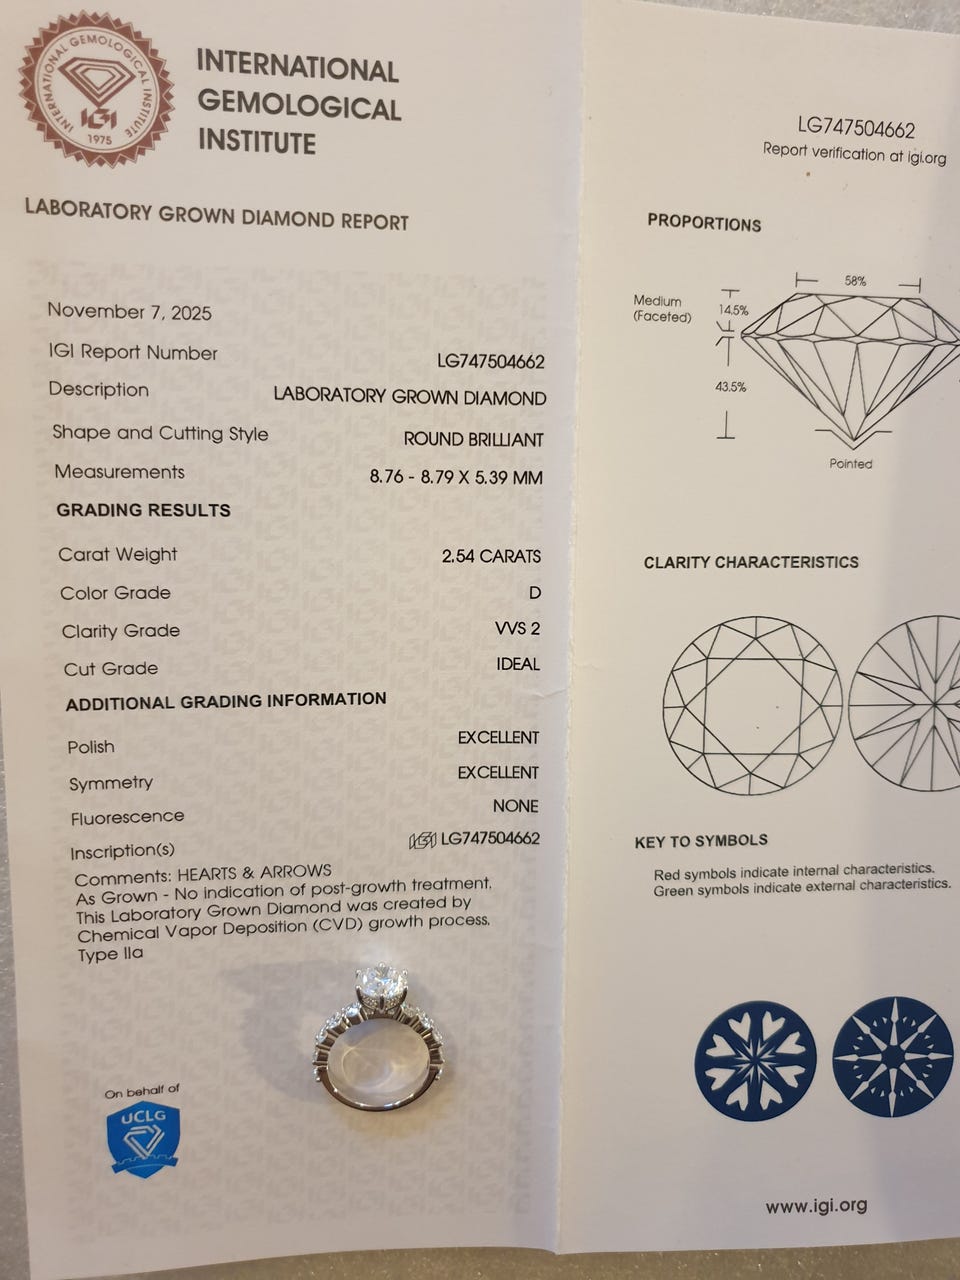 INTERNATIONAL GEMOLOGICAL INSTITUTE
IGI
1975
INTERNATIONAL
GEMOLOGICAL
INSTITUTE
LABORATORY GROWN DIAMOND REPORT
November 7, 2025
IGI Report Number LG747504662
Description LABORATORY GROWN DIAMOND
Shape and Cutting Style ROUND BRILLIANT
Measurements 8.76 - 8.79 X 5.39 MM
GRADING RESULTS
Carat Weight 2.54 CARATS
Color Grade D
Clarity Grade VVS 2
Cut Grade IDEAL
ADDITIONAL GRADING INFORMATION
Polish EXCELLENT
Symmetry EXCELLENT
Fluorescence NONE
Inscription(s) IGI LG747504662
Comments: HEARTS & ARROWS
As Grown - No indication of post-growth treatment.
This Laboratory Grown Diamond was created by
Chemical Vapor Deposition (CVD) growth process.
Type IIa
On behalf of
UCLG
LG747504662
Report verification at igi.org
PROPORTIONS
58%
Medium
(Faceted)
14.5%
43.5%
Pointed
CLARITY CHARACTERISTICS
KEY TO SYMBOLS
Red symbols indicate internal characteristics.
Green symbols indicate external characteristics.
www.igi.org